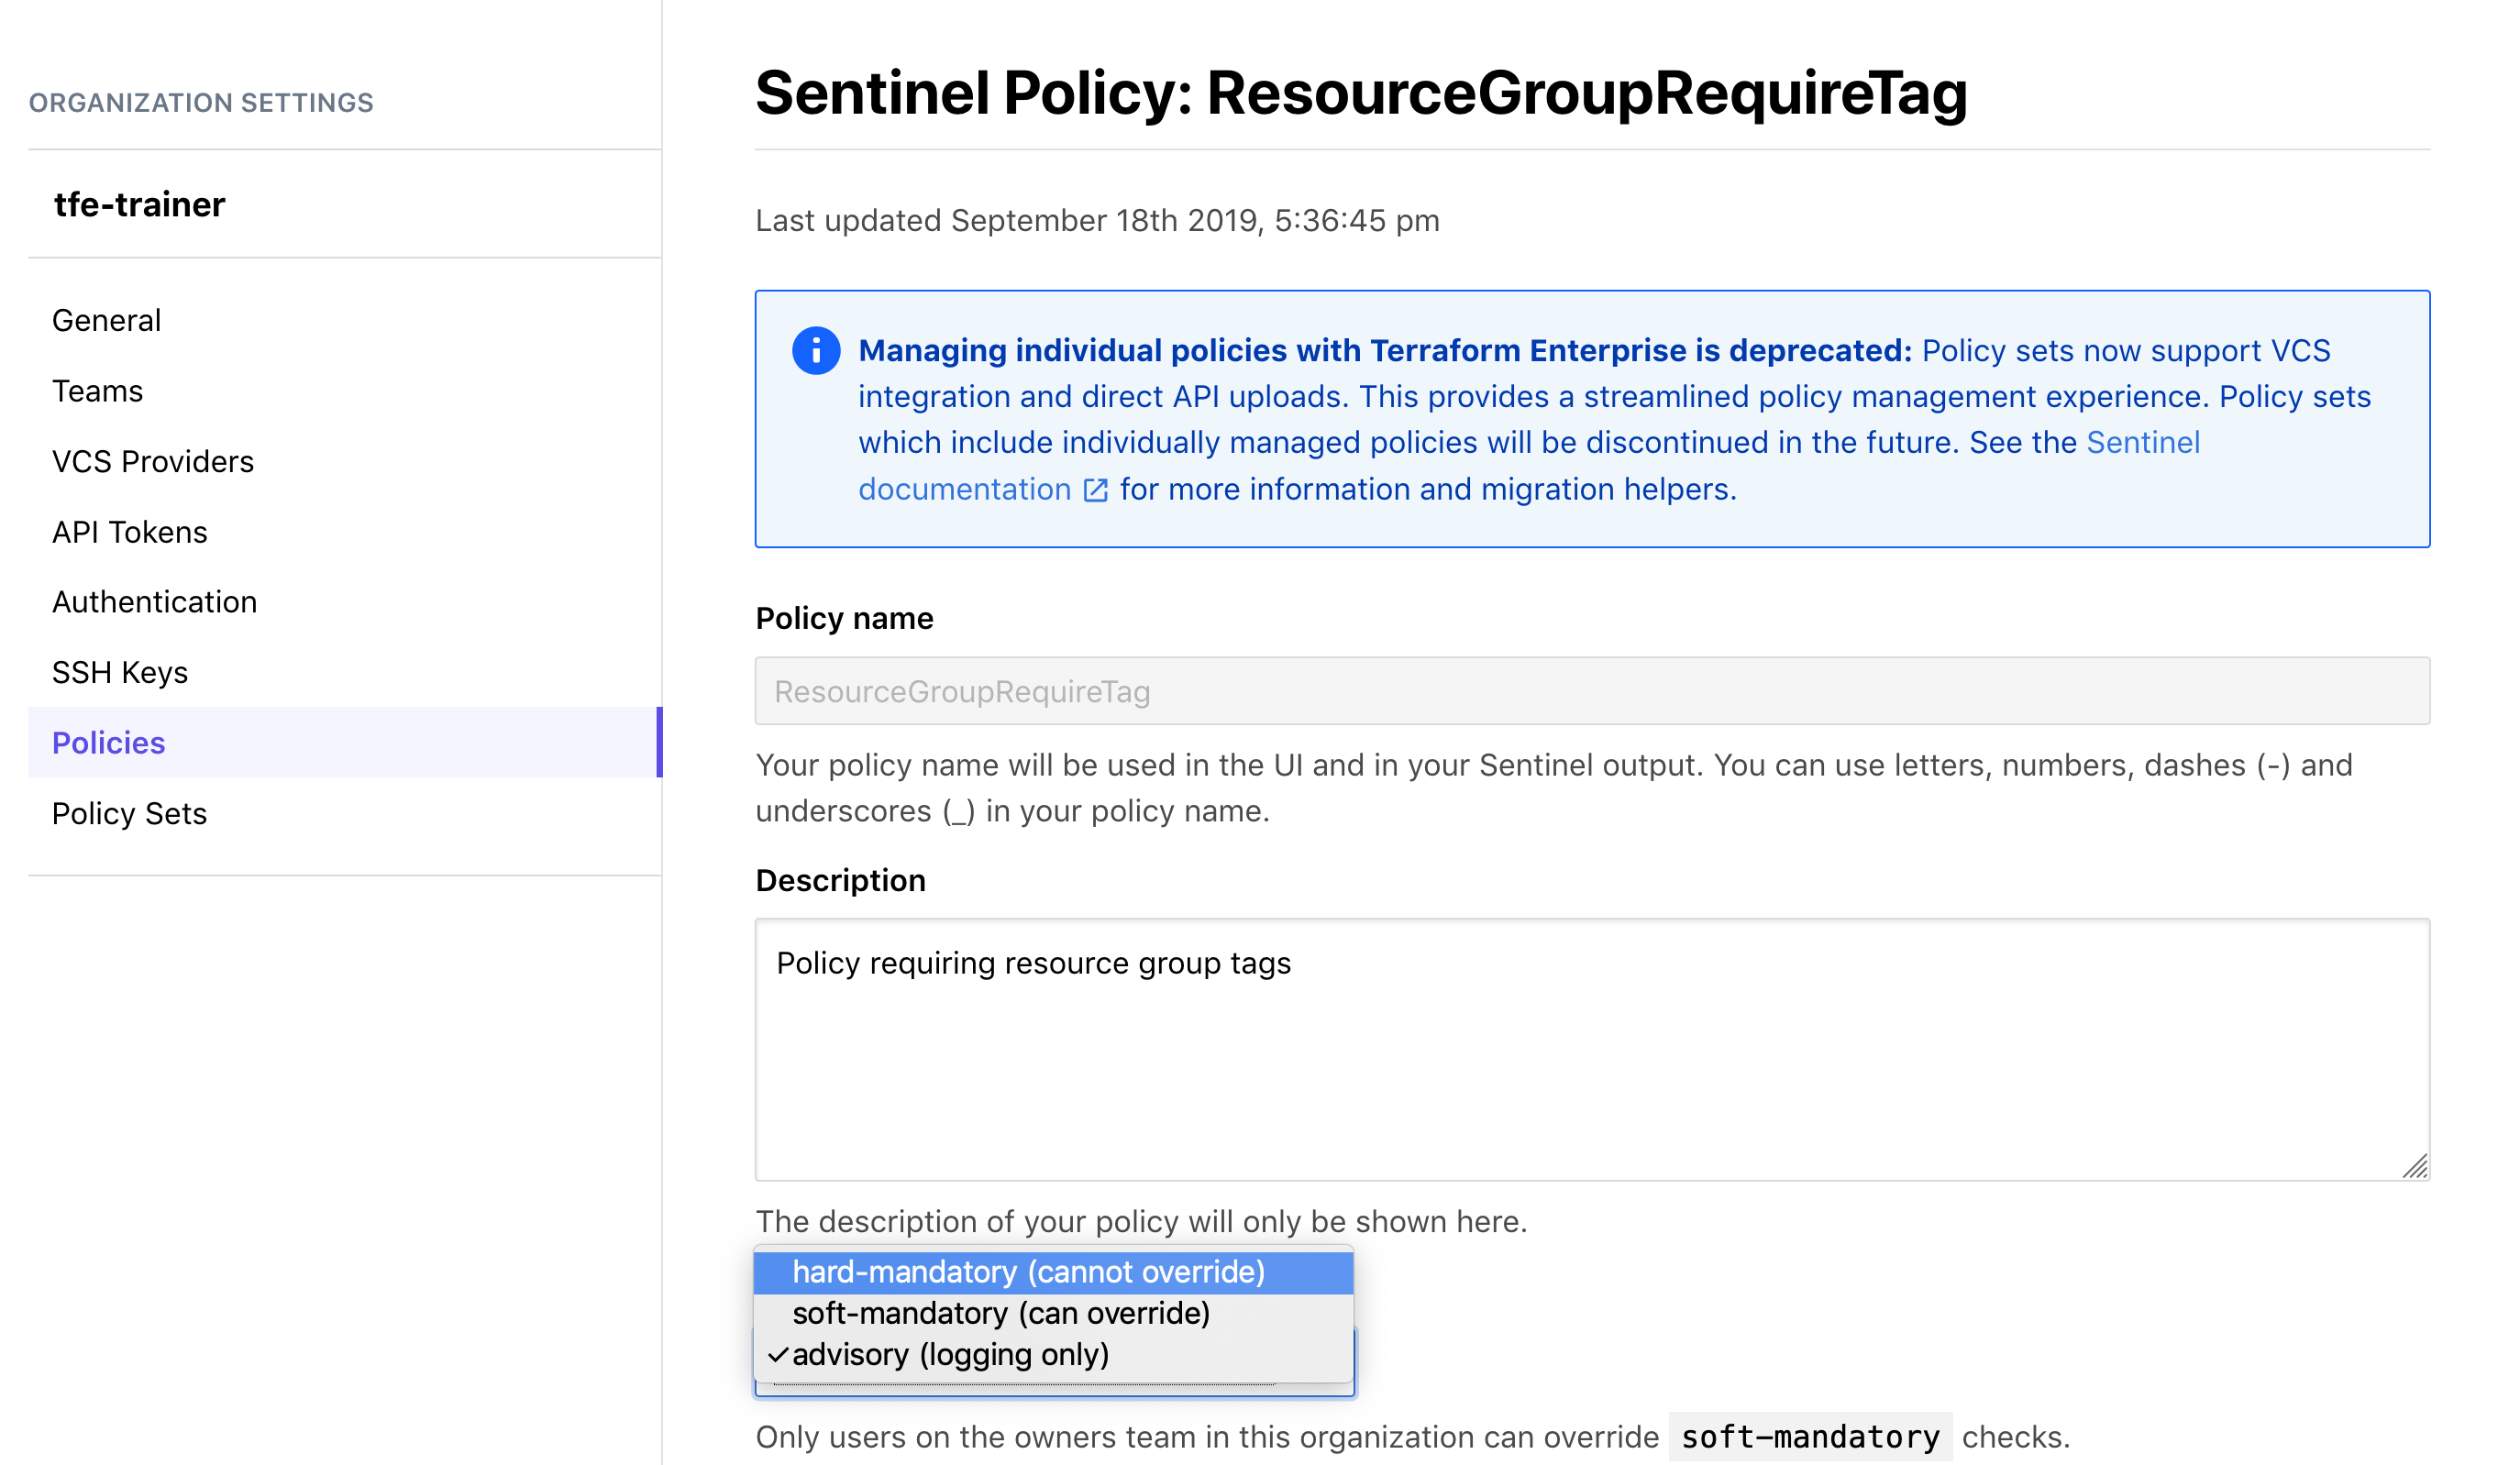 ORGANIZATION SETTINGS
tfe-trainer
General
Teams
VCS Providers
API Tokens
Authentication
SSH Keys
Policies
Policy Sets
Sentinel Policy: ResourceGroupRequireTag
Last updated September 18th 2019, 5:36:45 pm
Managing individual policies with Terraform Enterprise is deprecated: Policy sets now support VCS
integration and direct API uploads. This provides a streamlined policy management experience. Policy sets
which include individually managed policies will be discontinued in the future. See the Sentinel
documentation for more information and migration helpers.
Policy name
ResourceGroupRequireTag
Your policy name will be used in the UI and in your Sentinel output. You can use letters, numbers, dashes (-) and
underscores (_) in your policy name.
Description
Policy requiring resource group tags
The description of your policy will only be shown here.
hard-mandatory (cannot override)
soft-mandatory (can override)
✓advisory (logging only)
Only users on the owners team in this organization can override soft-mandatory checks.